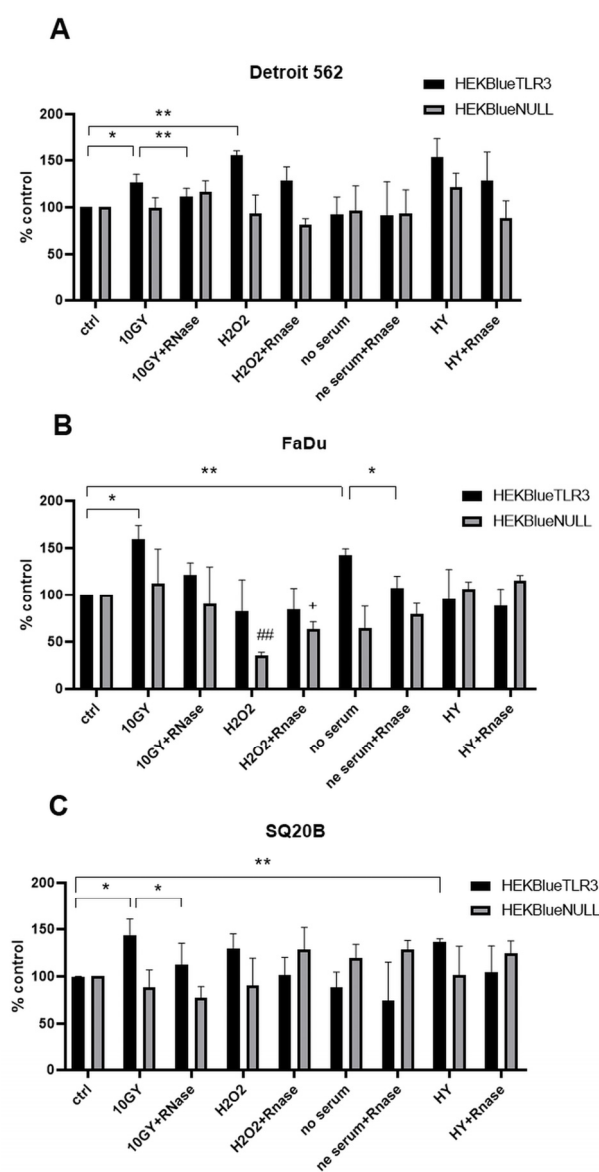 A
Detroit 562
HEKBlueTLR3
HEKBlueNULL
% control
200
150
100
50
0
**
* **
ctrl
10GY
10GY+RNase
H2O2
H2O2+Rnase
no serum
ne serum+Rnase
HY
HY+Rnase
B
FaDu
HEKBlueTLR3
HEKBlueNULL
% control
200
150
100
50
0
** *
*
##
+
ctrl
10GY
10GY+RNase
H2O2
H2O2+Rnase
no serum
ne serum+Rnase
HY
HY+Rnase
C
SQ20B
HEKBlueTLR3
HEKBlueNULL
% control
200
150
100
50
0
**
* *
ctrl
10GY
10GY+RNase
H2O2
H2O2+Rnase
no serum
ne serum+Rnase
HY
HY+Rnase